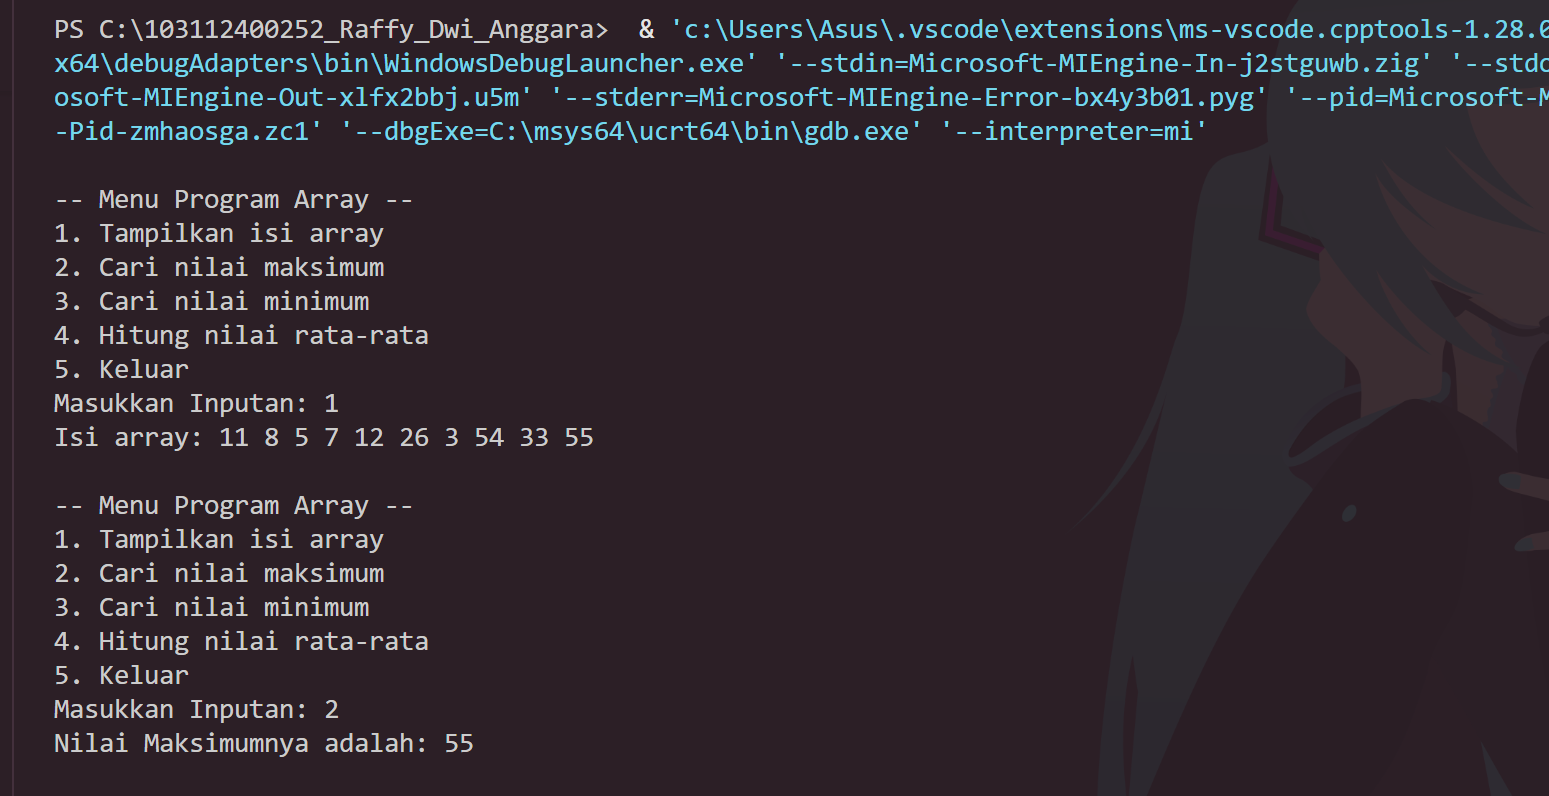 PS C:\103112400252_Raffy_Dwi_Anggara>  & 'c:\Users\Asus\.vscode\extensions\ms-vscode.cpptools-1.28.0
x64\debugAdapters\bin\WindowsDebugLauncher.exe' '--stdin=Microsoft-MIEngine-In-j2stguwb.zig' '--stdo
osoft-MIEngine-Out-xlfx2bbj.u5m' '--stderr=Microsoft-MIEngine-Error-bx4y3b01.pyg' '--pid=Microsoft-M
-Pid-zmhaosga.zc1' '--dbgExe=C:\msys64\ucrt64\bin\gdb.exe' '--interpreter=mi'
-- Menu Program Array --
1. Tampilkan isi array
2. Cari nilai maksimum
3. Cari nilai minimum
4. Hitung nilai rata-rata
5. Keluar
Masukkan Inputan: 1
Isi array: 11 8 5 7 12 26 3 54 33 55
-- Menu Program Array --
1. Tampilkan isi array
2. Cari nilai maksimum
3. Cari nilai minimum
4. Hitung nilai rata-rata
5. Keluar
Masukkan Inputan: 2
Nilai Maksimumnya adalah: 55